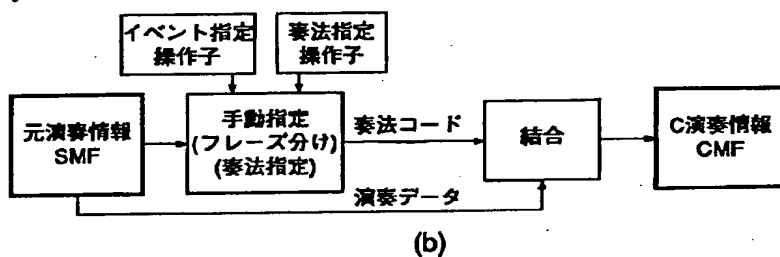 イベント指定
操作子
奏法指定
操作子
元演奏情報
SMF
手動指定
(フレーズ分け)
(奏法指定)
奏法コード
結合
C演奏情報
CMF
演奏データ
(b)